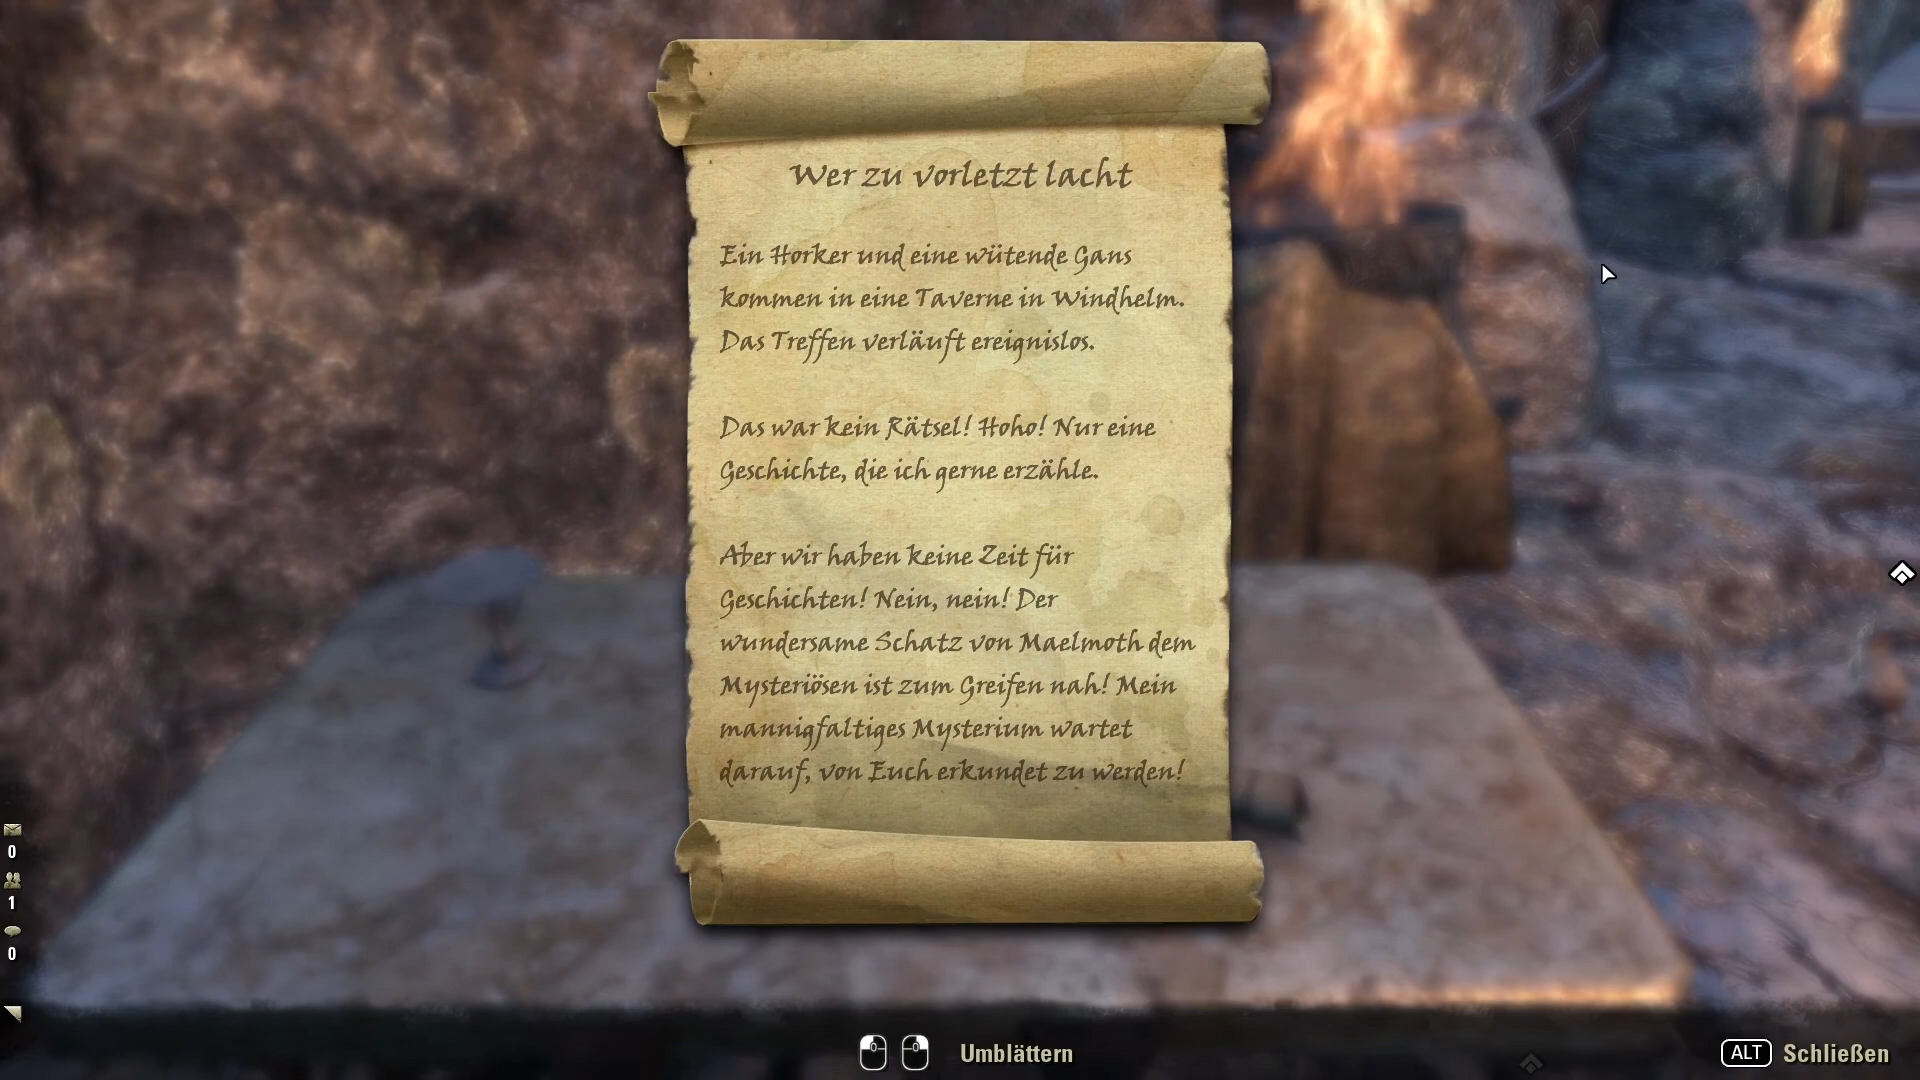 Wer zu vorletzt lacht
Ein Horker und eine wütende Gans
kommen in eine Taverne in Windhelm.
Das Treffen verläuft ereignislos.
Das war kein Rätsel! Hoho! Nur eine
Geschichte, die ich gerne erzähle.
Aber wir haben keine Zeit für
Geschichten! Nein, nein! Der
wundersame Schatz von Maelmoth dem
Mysteriösen ist zum Greifen nah! Mein
mannigfaltiges Mysterium wartet
darauf, von Euch erkundet zu werden!
0
1
0
Umblättern
ALT Schließen